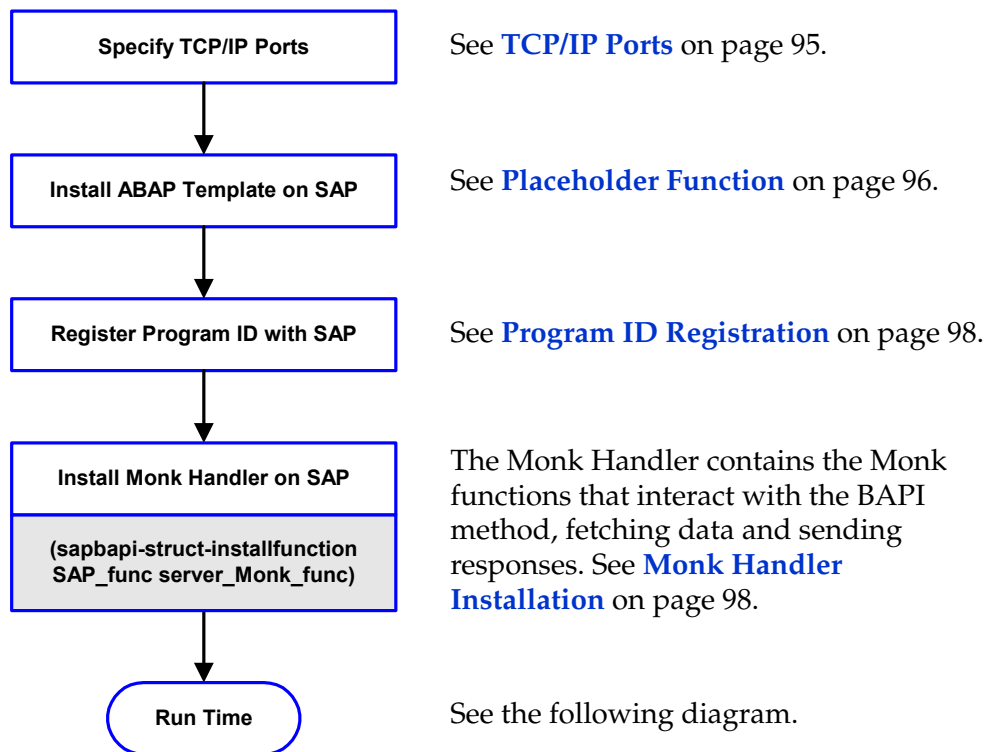 Specify TCP/IP Ports
See TCP/IP Ports on page 95.
Install ABAP Template on SAP
See Placeholder Function on page 96.
Register Program ID with SAP
See Program ID Registration on page 98.
Install Monk Handler on SAP
(sapbapi-struct-installfunction
SAP_func server_Monk_func)
The Monk Handler contains the Monk
functions that interact with the BAPI
method, fetching data and sending
responses. See Monk Handler
Installation on page 98.
Run Time
See the following diagram.